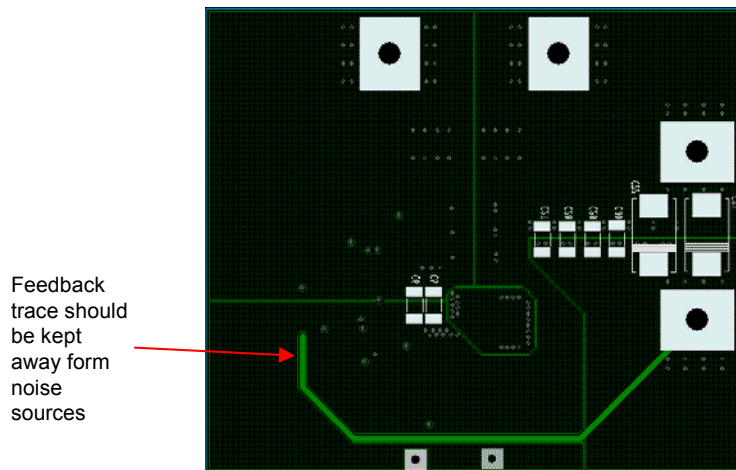 Feedback
trace should
be kept
away form
noise
sources